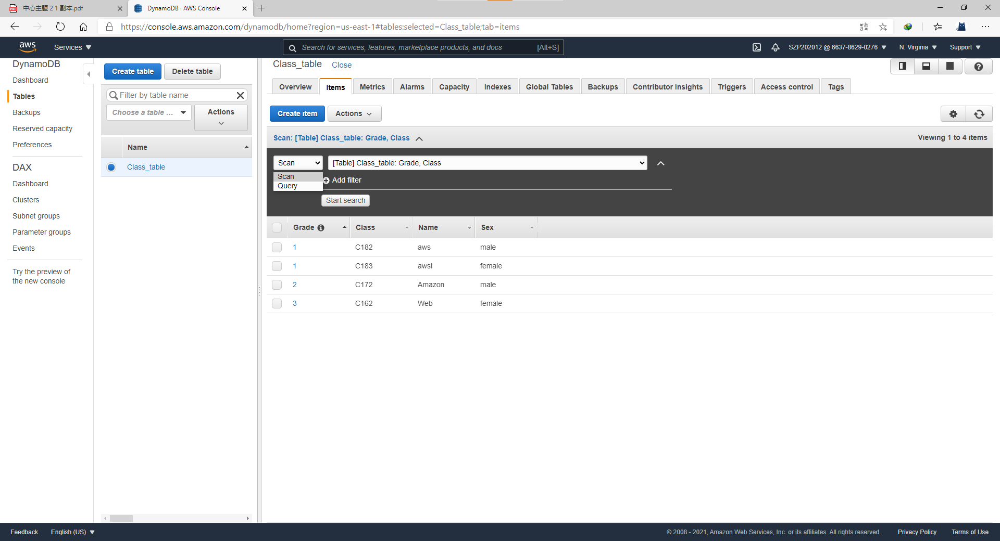 中心主题 2 1 副本.pdf
DynamoDB · AWS Console
https://console.aws.amazon.com/dynamodb/home?region=us-east-1#tables:selected=Class_table;tab=items
aws Services Search for services, features, marketplace products, and docs [Alt+S] SZP202012 @ 6637-8629-0276 N. Virginia Support
DynamoDB
Dashboard
Tables
Backups
Reserved capacity
Preferences
DAX
Dashboard
Clusters
Subnet groups
Parameter groups
Events
Try the preview of
the new console
Create table Delete table
Filter by table name
Choose a table ... Actions
Name
Class_table
Class_table Close
Overview Items Metrics Alarms Capacity Indexes Global Tables Backups Contributor Insights Triggers Access control Tags
Create item Actions
Scan: [Table] Class_table: Grade, Class Viewing 1 to 4 items
Scan [Table] Class_table: Grade, Class
Scan
Query
Add filter
Start search
Grade Class Name Sex
1 C182 aws male
1 C183 awsl female
2 C172 Amazon male
3 C162 Web female
Feedback English (US) © 2008 - 2021, Amazon Web Services, Inc. or its affiliates. All rights reserved. Privacy Policy Terms of Use